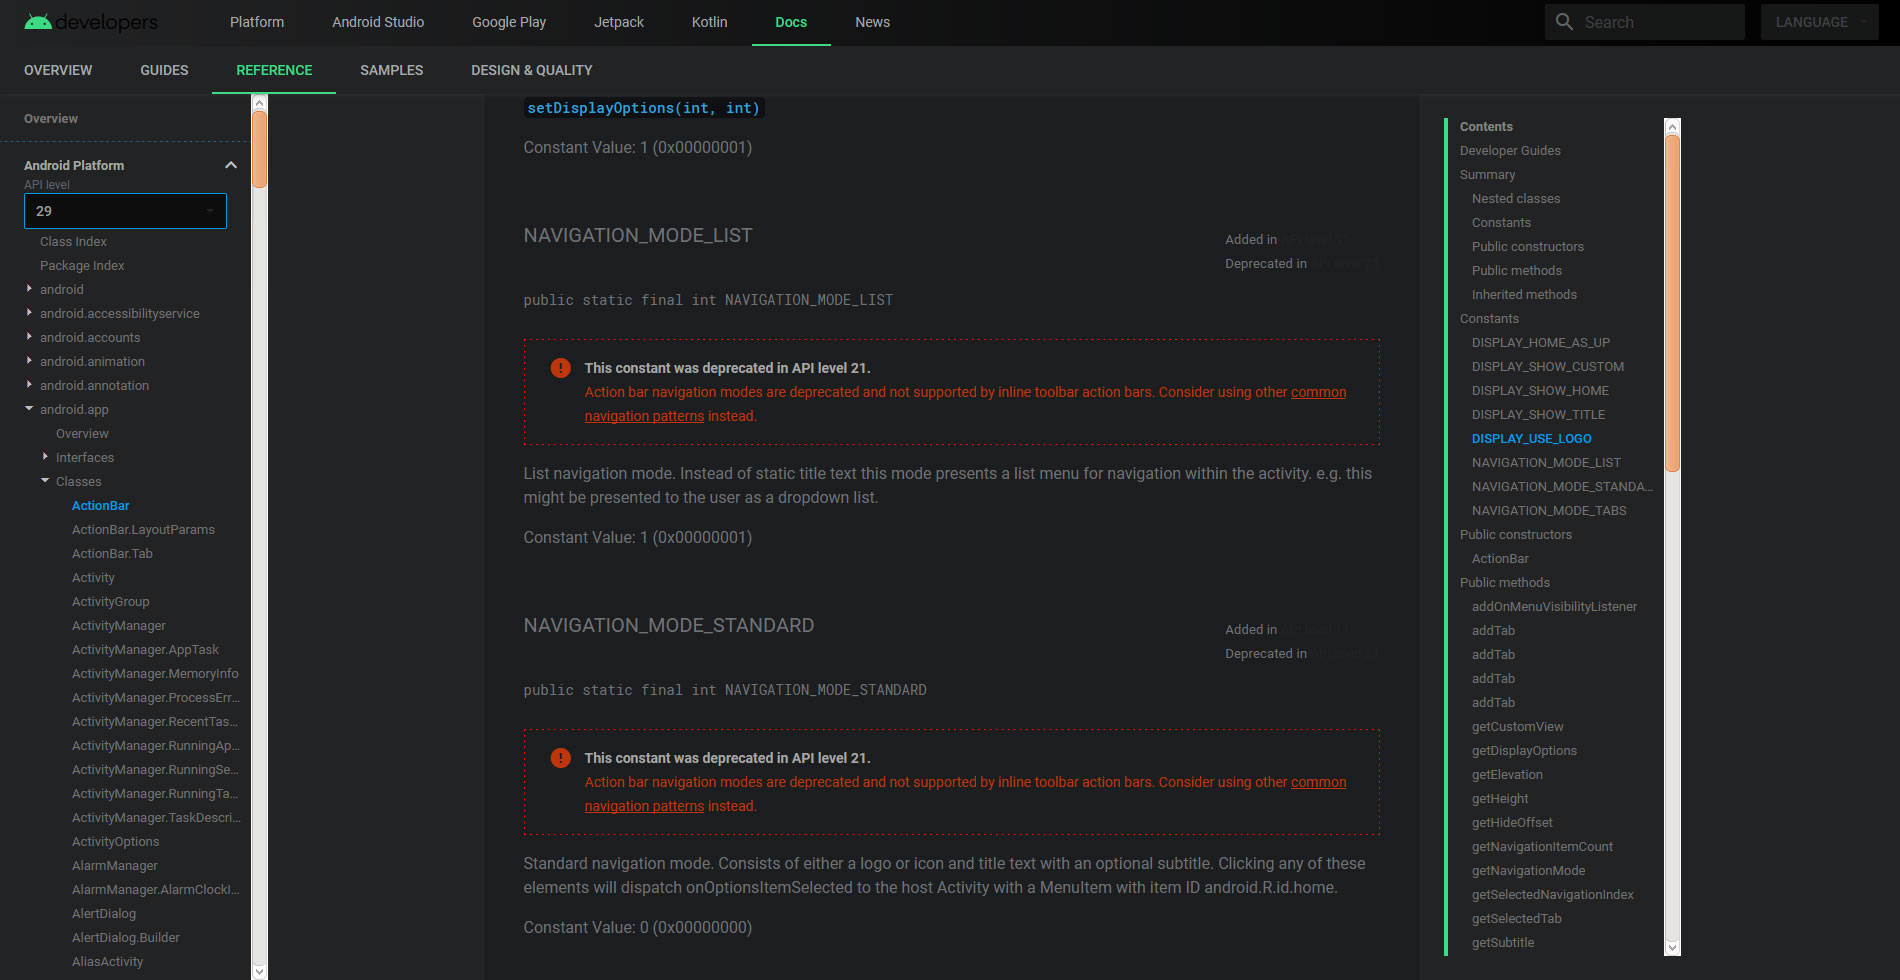 developers
Platform
Android Studio
Google Play
Jetpack
Kotlin
Docs
News
Search
LANGUAGE
OVERVIEW
GUIDES
REFERENCE
SAMPLES
DESIGN & QUALITY
Overview
Android Platform
API level
29
Class Index
Package Index
android
android.accessibilityservice
android.accounts
android.animation
android.annotation
android.app
Overview
Interfaces
Classes
ActionBar
ActionBar.LayoutParams
ActionBar.Tab
Activity
ActivityGroup
ActivityManager
ActivityManager.AppTask
ActivityManager.MemoryInfo
ActivityManager.ProcessErr...
ActivityManager.RecentTas...
ActivityManager.RunningAp...
ActivityManager.RunningSe...
ActivityManager.RunningTa...
ActivityManager.TaskDescri...
ActivityOptions
AlarmManager
AlarmManager.AlarmClockI...
AlertDialog
AlertDialog.Builder
AliasActivity
setDisplayOptions(int, int)
Constant Value: 1 (0x00000001)
NAVIGATION_MODE_LIST
Added in
Deprecated in
public static final int NAVIGATION_MODE_LIST
This constant was deprecated in API level 21.
Action bar navigation modes are deprecated and not supported by inline toolbar action bars. Consider using other common
navigation patterns instead.
List navigation mode. Instead of static title text this mode presents a list menu for navigation within the activity. e.g. this
might be presented to the user as a dropdown list.
Constant Value: 1 (0x00000001)
NAVIGATION_MODE_STANDARD
Added in
Deprecated in
public static final int NAVIGATION_MODE_STANDARD
This constant was deprecated in API level 21.
Action bar navigation modes are deprecated and not supported by inline toolbar action bars. Consider using other common
navigation patterns instead.
Standard navigation mode. Consists of either a logo or icon and title text with an optional subtitle. Clicking any of these
elements will dispatch onOptionsItemSelected to the host Activity with a MenuItem with item ID android.R.id.home.
Constant Value: 0 (0x00000000)
Contents
Developer Guides
Summary
Nested classes
Constants
Public constructors
Public methods
Inherited methods
Constants
DISPLAY_HOME_AS_UP
DISPLAY_SHOW_CUSTOM
DISPLAY_SHOW_HOME
DISPLAY_SHOW_TITLE
DISPLAY_USE_LOGO
NAVIGATION_MODE_LIST
NAVIGATION_MODE_STANDA...
NAVIGATION_MODE_TABS
Public constructors
ActionBar
Public methods
addOnMenuVisibilityListener
addTab
addTab
addTab
addTab
getCustomView
getDisplayOptions
getElevation
getHeight
getHideOffset
getNavigationItemCount
getNavigationMode
getSelectedNavigationIndex
getSelectedTab
getSubtitle